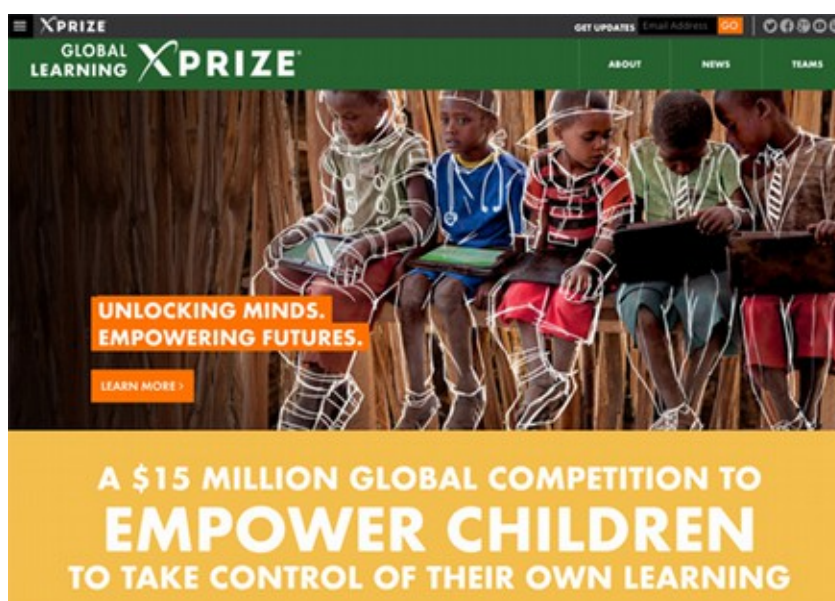 XPRIZE
GET UPDATES Email Address GO
GLOBAL
LEARNING XPRIZE
ABOUT NEWS TEAMS
UNLOCKING MINDS.
EMPOWERING FUTURES.
LEARN MORE >
A $15 MILLION GLOBAL COMPETITION TO
EMPOWER CHILDREN
TO TAKE CONTROL OF THEIR OWN LEARNING